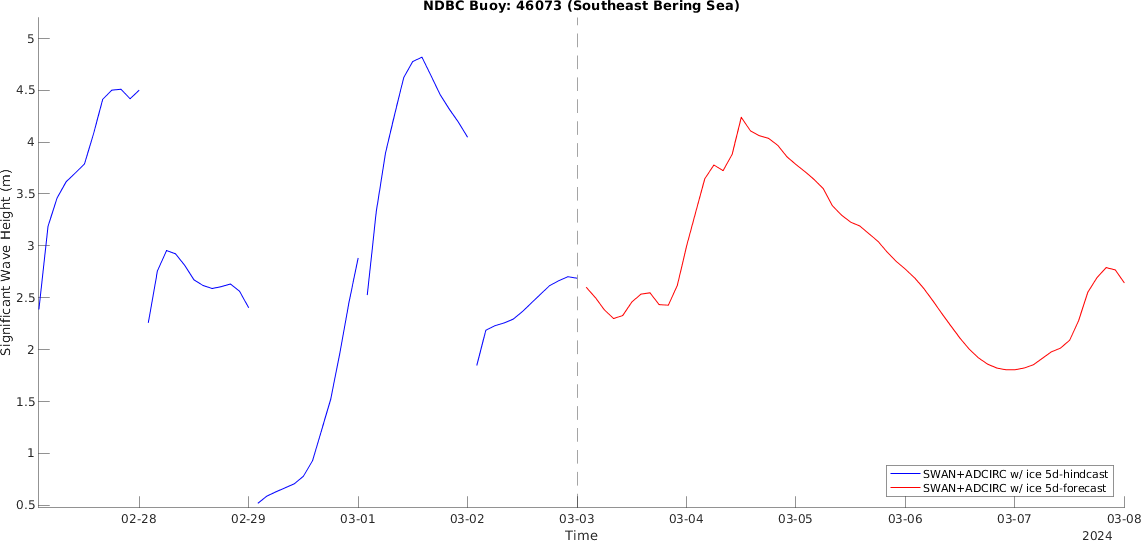 NDBC Buoy: 46073 (Southeast Bering Sea)
5
4.5
4
3.5
3
2.5
2
1.5
1
0.5
Significant Wave Height (m)
SWAN+ADCIRC w/ ice 5d-hindcast
SWAN+ADCIRC w/ ice 5d-forecast
02-28 02-29 03-01 03-02 03-03 03-04 03-05 03-06 03-07 03-08
Time
2024